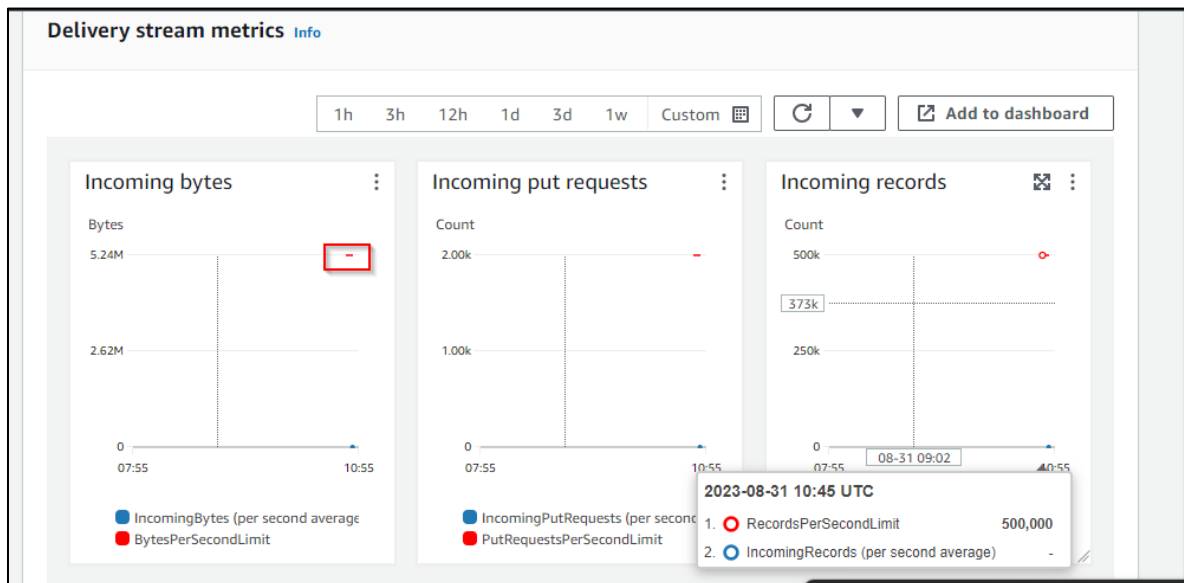 Delivery stream metrics Info
1h 3h 12h 1d 3d 1w Custom Add to dashboard
Incoming bytes
Bytes
5.24M
2.62M
0
07:55 10:55
IncomingBytes (per second average
BytesPerSecondLimit
Incoming put requests
Count
2.00k
1.00k
0
07:55 10:55
IncomingPutRequests (per second
PutRequestsPerSecondLimit
Incoming records
Count
500k
373k
250k
0
07:55 08-31 09:02 10:55
2023-08-31 10:45 UTC
1. RecordsPerSecondLimit 500,000
2. IncomingRecords (per second average) -